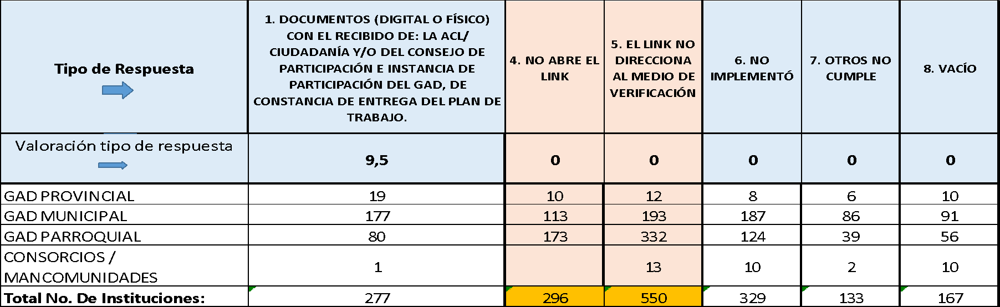 Tipo de Respuesta
1. DOCUMENTOS (DIGITAL O FÍSICO)
CON EL RECIBIDO DE: LA ACL/
CIUDADANÍA Y/O DEL CONSEJO DE
PARTICIPACIÓN E INSTANCIA DE
PARTICIPACIÓN DEL GAD, DE
CONSTANCIA DE ENTREGA DEL PLAN DE
TRABAJO.
4. NO ABRE EL
LINK
5. EL LINK NO
DIRECCIONA
AL MEDIO DE
VERIFICACIÓN
6. NO
IMPLEMENTÓ
7. OTROS NO
CUMPLE
8. VACÍO
Valoración tipo de respuesta
9,5 0 0 0 0 0
GAD PROVINCIAL 19 10 12 8 6 10
GAD MUNICIPAL 177 113 193 187 86 91
GAD PARROQUIAL 80 173 332 124 39 56
CONSORCIOS /
MANCOMUNIDADES 1 13 10 2 10
Total No. De Instituciones: 277 296 550 329 133 167